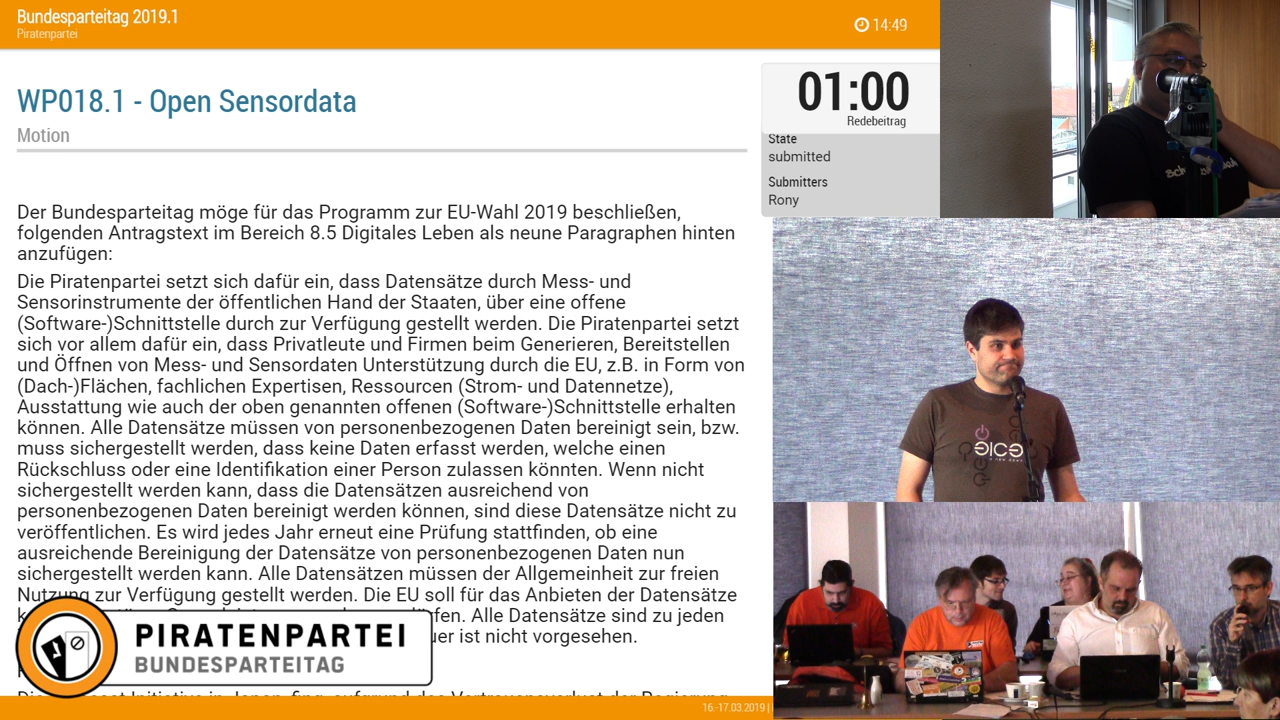 Bundesparteitag 2019.1
Piratenpartei
14:49
WP018.1 - Open Sensordata
Motion
01:00
Redebeitrag
State
submitted
Submitters
Rony
Der Bundesparteitag möge für das Programm zur EU-Wahl 2019 beschließen,
folgenden Antragstext im Bereich 8.5 Digitales Leben als neune Paragraphen hinten
anzufügen:
Die Piratenpartei setzt sich dafür ein, dass Datensätze durch Mess- und
Sensorinstrumente der öffentlichen Hand der Staaten, über eine offene
(Software-)Schnittstelle durch zur Verfügung gestellt werden. Die Piratenpartei setzt
sich vor allem dafür ein, dass Privatleute und Firmen beim Generieren, Bereitstellen
und Öffnen von Mess- und Sensordaten Unterstützung durch die EU, z.B. in Form von
(Dach-)Flächen, fachlichen Expertisen, Ressourcen (Strom- und Datennetze),
Ausstattung wie auch der oben genannten offenen (Software-)Schnittstelle erhalten
können. Alle Datensätze müssen von personenbezogenen Daten bereinigt sein, bzw.
muss sichergestellt werden, dass keine Daten erfasst werden, welche einen
Rückschluss oder eine Identifikation einer Person zulassen könnten. Wenn nicht
sichergestellt werden kann, dass die Datensätzen ausreichend von
personenbezogenen Daten bereinigt werden können, sind diese Datensätze nicht zu
veröffentlichen. Es wird jedes Jahr erneut eine Prüfung stattfinden, ob eine
ausreichende Bereinigung der Datensätze von personenbezogenen Daten nun
sichergestellt werden kann. Alle Datensätzen müssen der Allgemeinheit zur freien
Nutzung zur Verfügung gestellt werden. Die EU soll für das Anbieten der Datensätze
Alle Datensätze sind zu jeden
ist nicht vorgesehen.
PIRATENPARTEI
BUNDESPARTEITAG
16.-17.03.2019 |